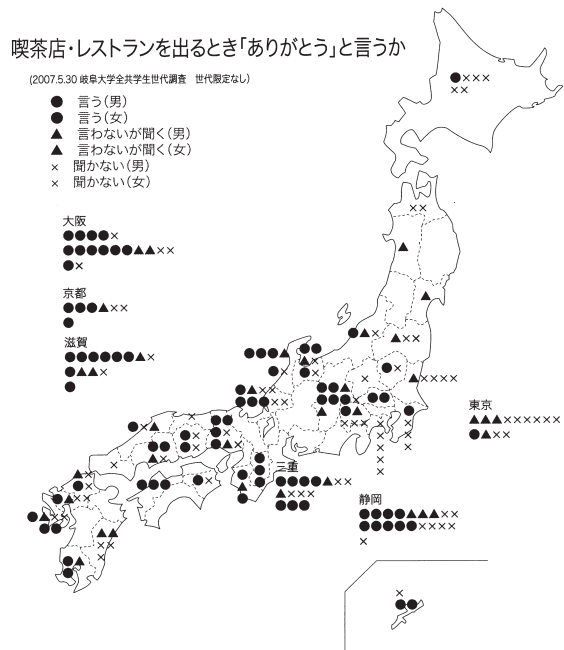 喫茶店・レストランを出るとき「ありがとう」と言うか
(2007.5.30 岐阜大学全共学生世代調査　世代限定なし)
● 言う(男)
● 言う(女)
▲ 言わないが聞く(男)
▲ 言わないが聞く(女)
× 聞かない(男)
× 聞かない(女)
大阪
京都
滋賀
東京
三重
静岡